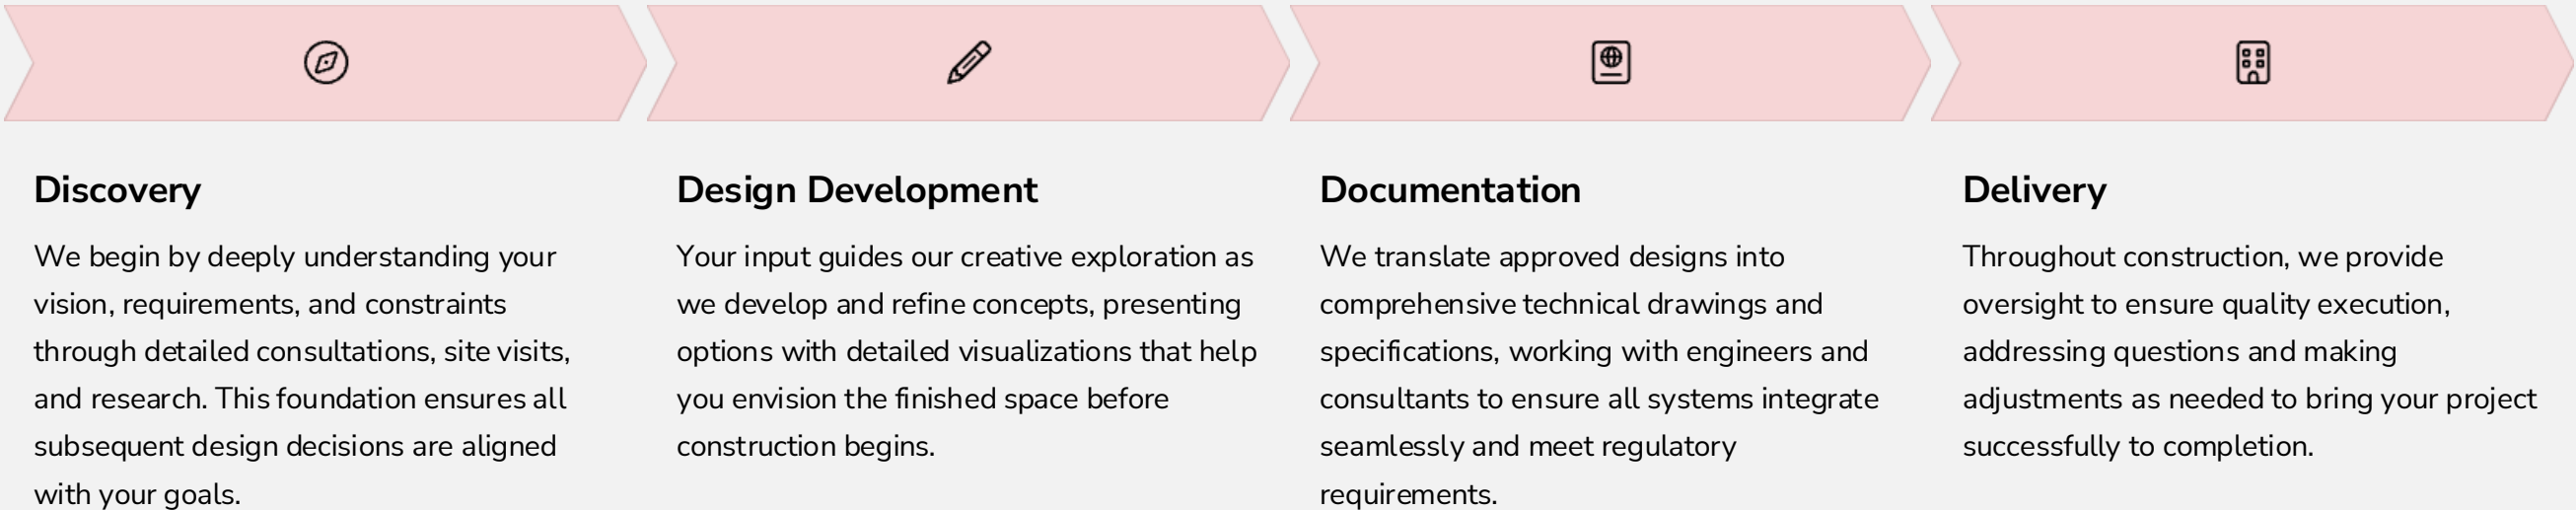 Discovery
We begin by deeply understanding your
vision, requirements, and constraints
through detailed consultations, site visits,
and research. This foundation ensures all
subsequent design decisions are aligned
with your goals.
Design Development
Your input guides our creative exploration as
we develop and refine concepts, presenting
options with detailed visualizations that help
you envision the finished space before
construction begins.
Documentation
We translate approved designs into
comprehensive technical drawings and
specifications, working with engineers and
consultants to ensure all systems integrate
seamlessly and meet regulatory
requirements.
Delivery
Throughout construction, we provide
oversight to ensure quality execution,
addressing questions and making
adjustments as needed to bring your project
successfully to completion.